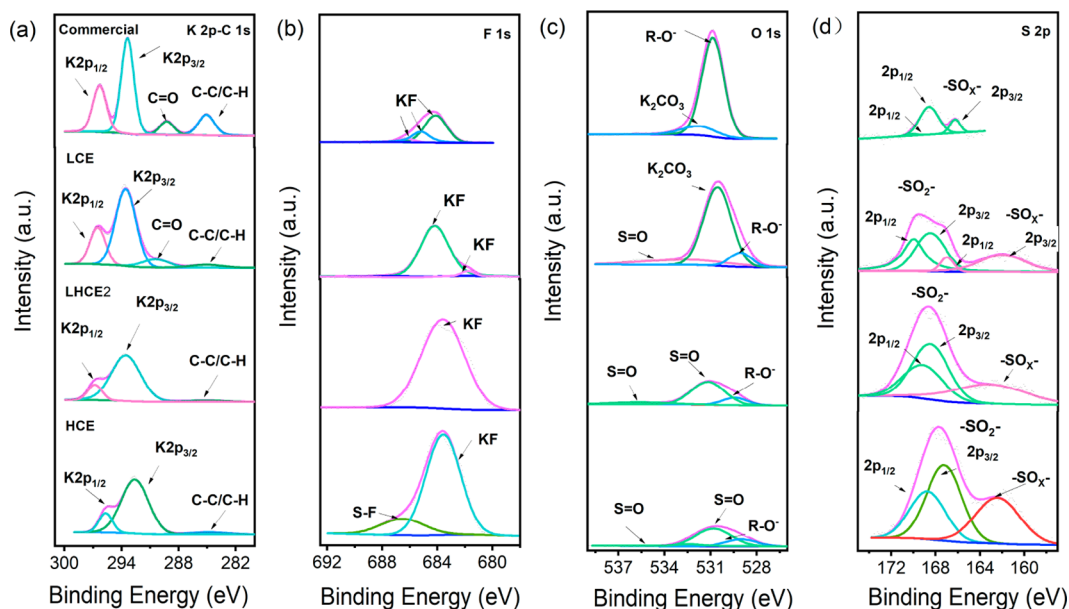 (a)
Commercial
K 2p-C 1s
K2p1/2
K2p3/2
C=O
C-C/C-H
LCE
K2p1/2
K2p3/2
C=O
C-C/C-H
LHCE2
K2p1/2
K2p3/2
C-C/C-H
HCE
K2p1/2
K2p3/2
C-C/C-H
300 296 292 288 284 280
Binding Energy (eV)
Intensity (a.u.)
(b)
F 1s
KF
KF
KF
KF
KF
S-F
692 688 684 680
Binding Energy (eV)
Intensity (a.u.)
(c)
O 1s
R-O-
K2CO3
K2CO3
S=O
R-O-
S=O
S=O
R-O-
S=O
S=O
R-O-
537 534 531 528
Binding Energy (eV)
Intensity (a.u.)
(d)
S 2p
2p1/2
-SOX-
2p3/2
2p1/2
-SO2-
2p1/2
2p3/2
-SOX-
2p1/2
2p3/2
-SO2-
2p1/2
2p3/2
-SOX-
-SO2-
2p1/2
2p3/2
-SOX-
172 168 164 160
Binding Energy (eV)
Intensity (a.u.)